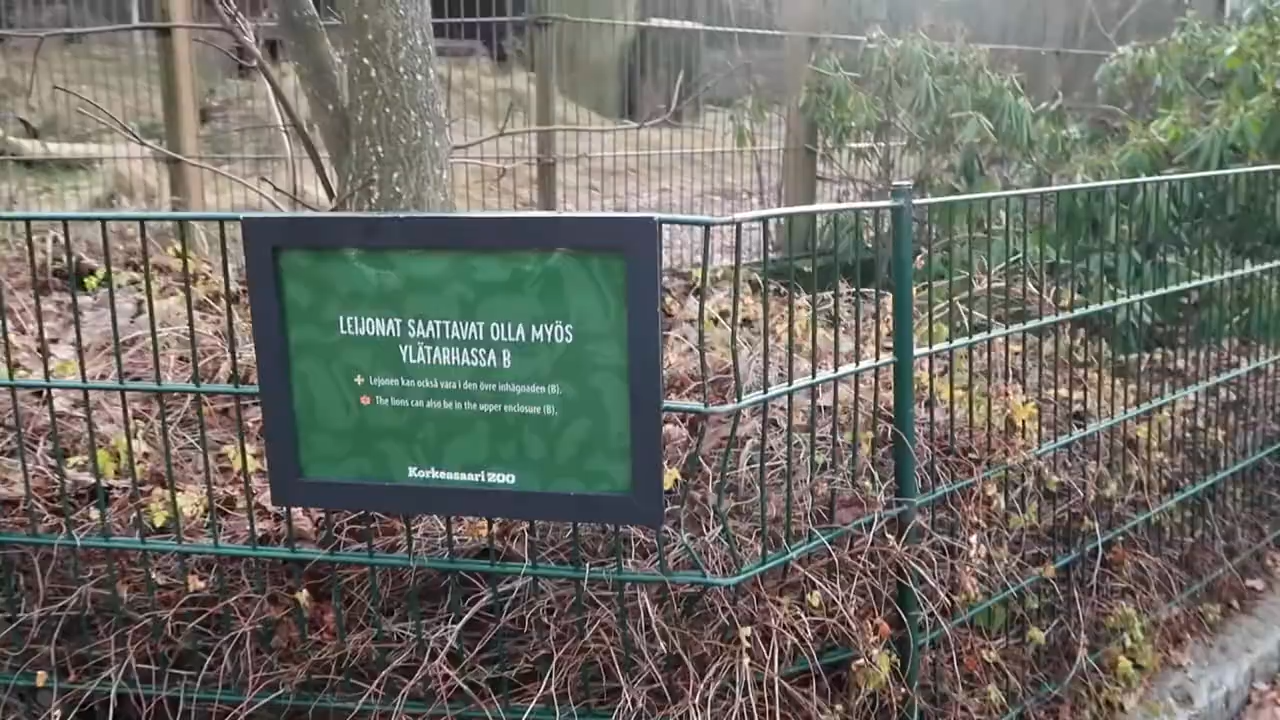 LEIJONAT SAATTAVAT OLLA MYÖS
YLÄTARHASSA B
Lejonen kan också vara i den övre inhägnaden (B).
The lions can also be in the upper enclosure (B).
Korkeasaari ZOO